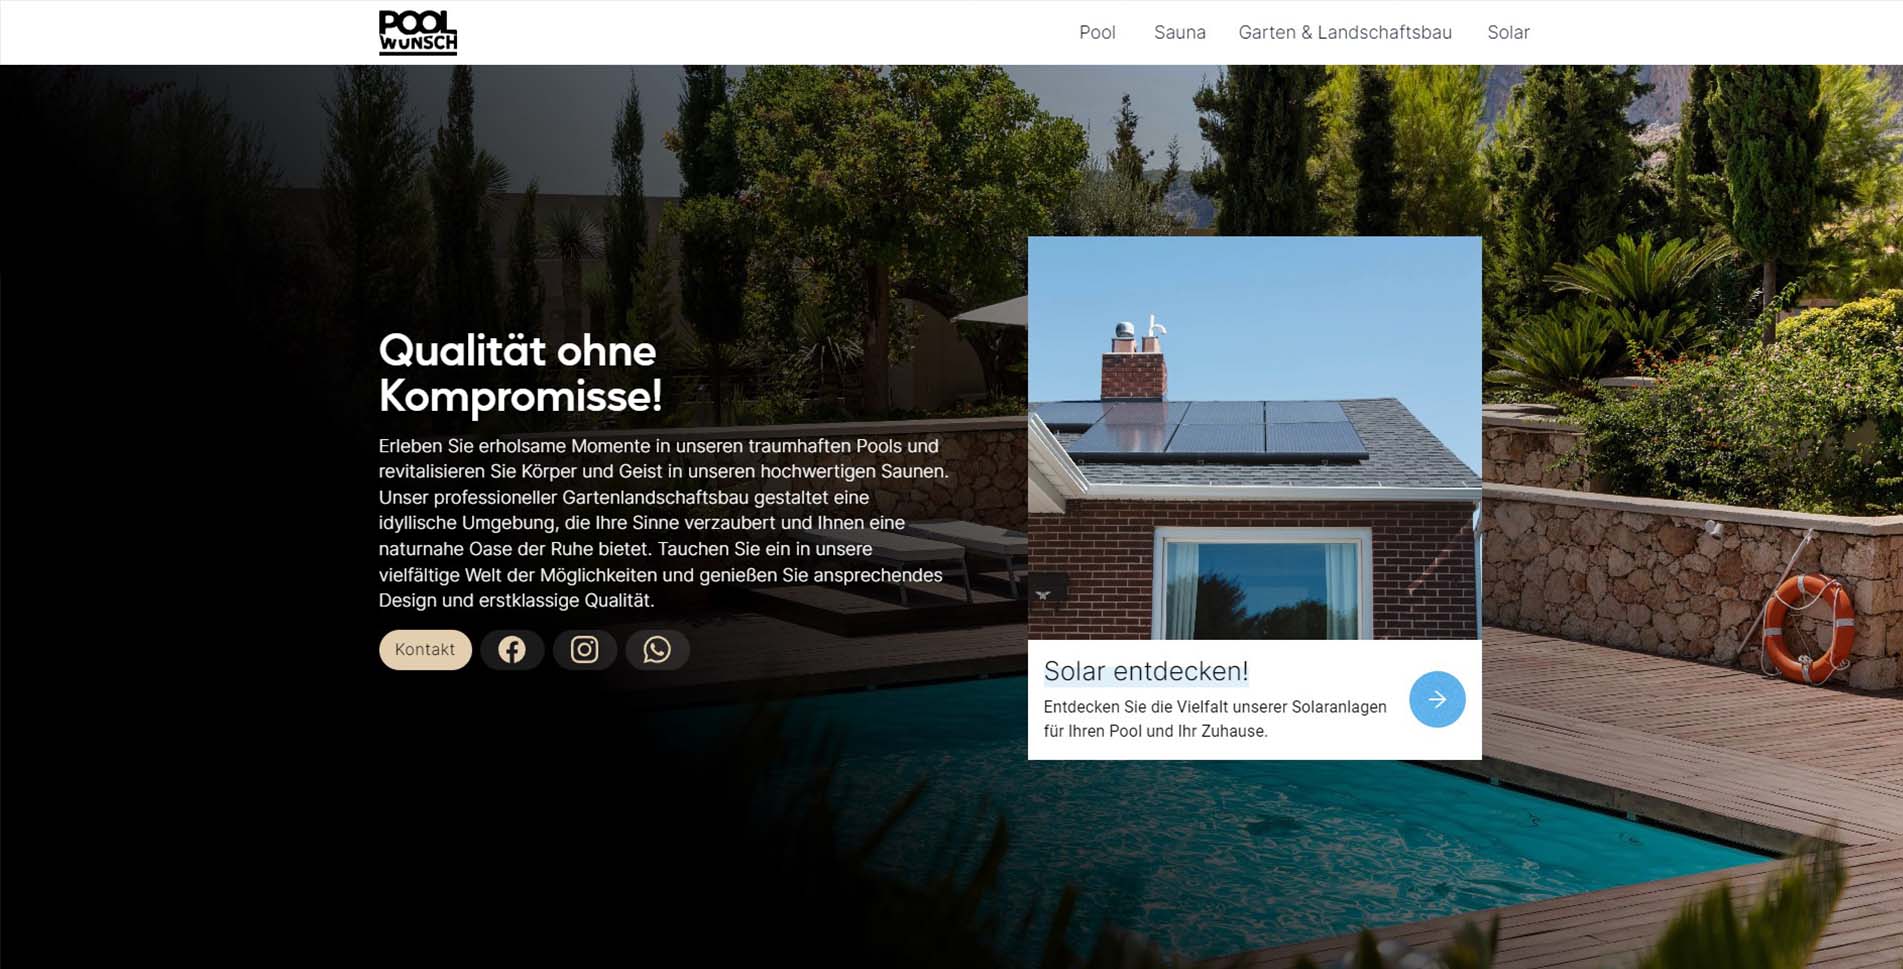 POOL
WUNSCH
Pool Sauna Garten & Landschaftsbau Solar
Qualität ohne
Kompromisse!
Erleben Sie erholsame Momente in unseren traumhaften Pools und
revitalisieren Sie Körper und Geist in unseren hochwertigen Saunen.
Unser professioneller Gartenlandschaftsbau gestaltet eine
idyllische Umgebung, die Ihre Sinne verzaubert und Ihnen eine
naturnahe Oase der Ruhe bietet. Tauchen Sie ein in unsere
vielfältige Welt der Möglichkeiten und genießen Sie ansprechendes
Design und erstklassige Qualität.
Kontakt
Solar entdecken!
Entdecken Sie die Vielfalt unserer Solaranlagen
für Ihren Pool und Ihr Zuhause.